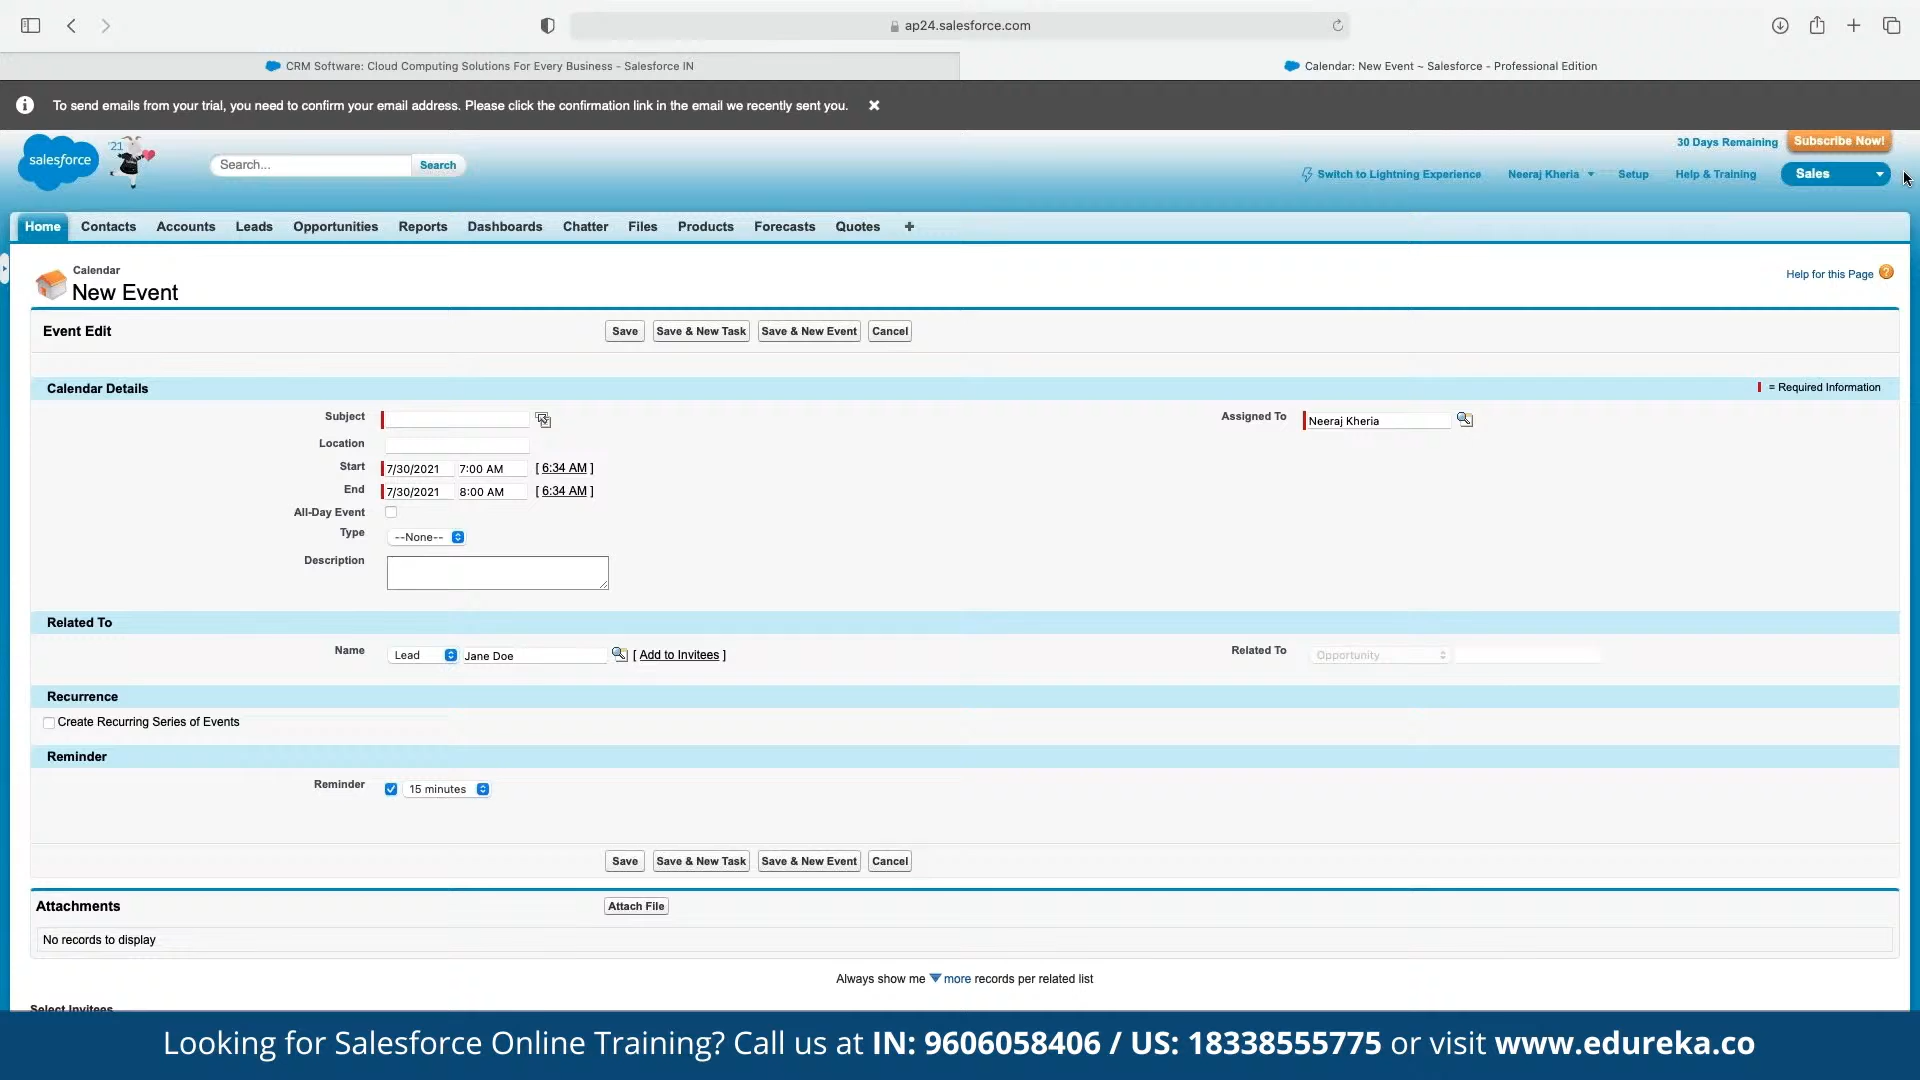 ap24.salesforce.com
CRM Software: Cloud Computing Solutions For Every Business - Salesforce IN
Calendar: New Event ~ Salesforce - Professional Edition
To send emails from your trial, you need to confirm your email address. Please click the confirmation link in the email we recently sent you.
salesforce
'21
Search...
Search
30 Days Remaining
Subscribe Now!
Switch to Lightning Experience
Neeraj Kheria
Setup
Help & Training
Sales
Home
Contacts
Accounts
Leads
Opportunities
Reports
Dashboards
Chatter
Files
Products
Forecasts
Quotes
+
Calendar
New Event
Help for this Page ?
Event Edit
Save
Save & New Task
Save & New Event
Cancel
Calendar Details
= Required Information
Subject
Assigned To Neeraj Kheria
Location
Start 7/30/2021 7:00 AM [ 6:34 AM ]
End 7/30/2021 8:00 AM [ 6:34 AM ]
All-Day Event
Type --None--
Description
Related To
Name Lead Jane Doe [ Add to Invitees ]
Related To Opportunity
Recurrence
Create Recurring Series of Events
Reminder
Reminder 15 minutes
Save
Save & New Task
Save & New Event
Cancel
Attachments
Attach File
No records to display
Always show me more records per related list
Select Invitees
Looking for Salesforce Online Training? Call us at IN: 9606058406 / US: 18338555775 or visit www.edureka.co